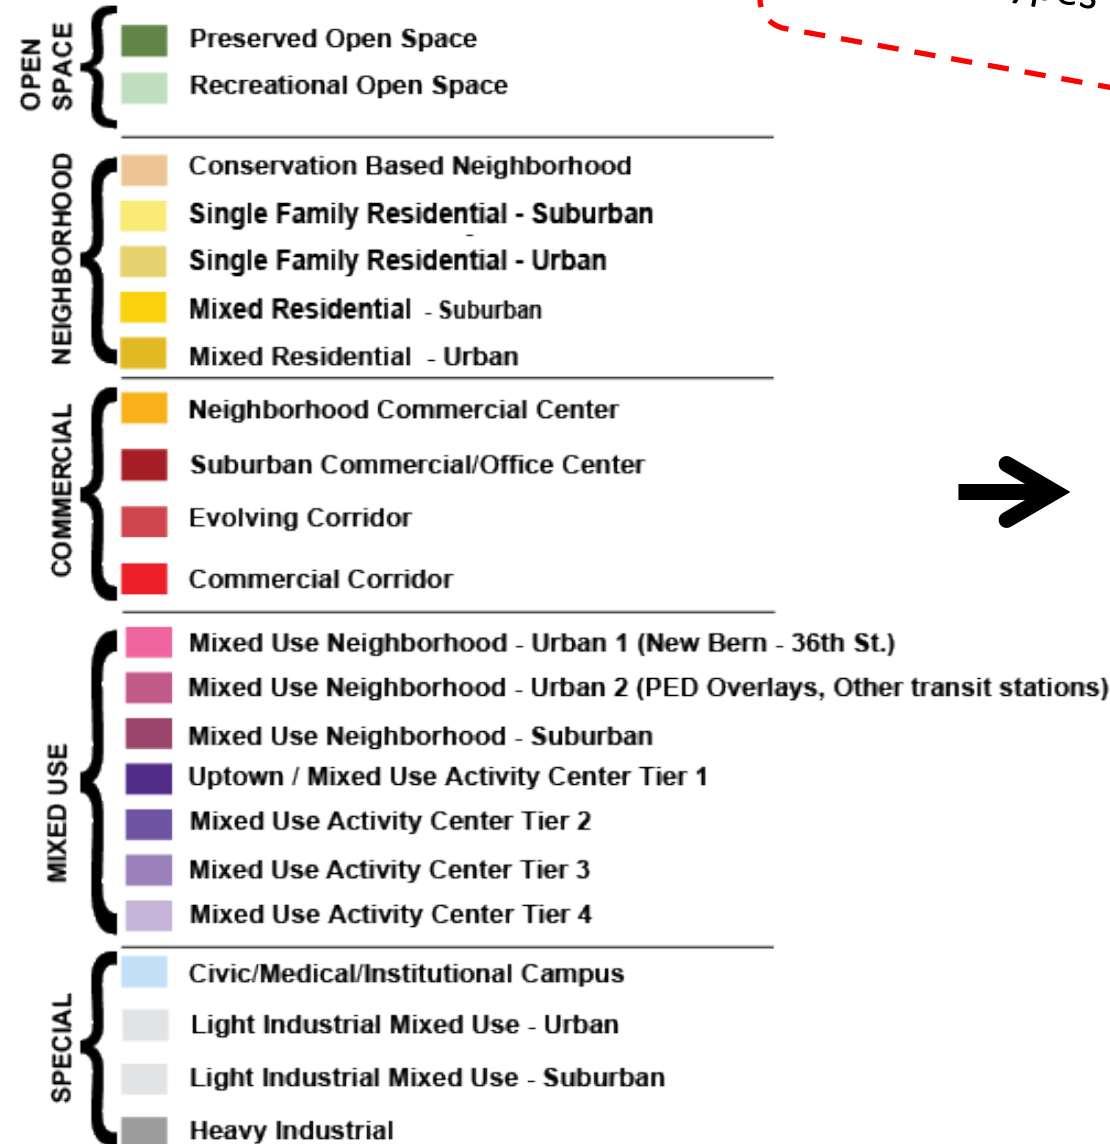 ypes
OPEN SPACE
Preserved Open Space
Recreational Open Space
NEIGHBORHOOD
Conservation Based Neighborhood
Single Family Residential - Suburban
Single Family Residential - Urban
Mixed Residential - Suburban
Mixed Residential - Urban
COMMERCIAL
Neighborhood Commercial Center
Suburban Commercial/Office Center
Evolving Corridor
Commercial Corridor
MIXED USE
Mixed Use Neighborhood - Urban 1 (New Bern - 36th St.)
Mixed Use Neighborhood - Urban 2 (PED Overlays, Other transit stations)
Mixed Use Neighborhood - Suburban
Uptown / Mixed Use Activity Center Tier 1
Mixed Use Activity Center Tier 2
Mixed Use Activity Center Tier 3
Mixed Use Activity Center Tier 4
SPECIAL
Civic/Medical/Institutional Campus
Light Industrial Mixed Use - Urban
Light Industrial Mixed Use - Suburban
Heavy Industrial